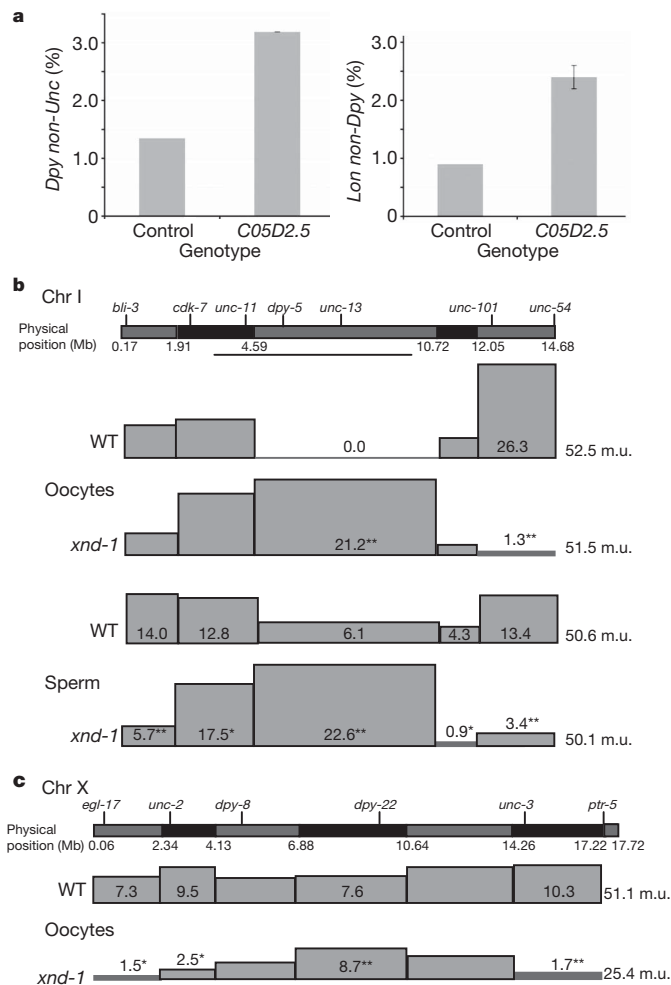 a
3.0
2.0
1.0
0
Dpy non-Unc (%)
Control C05D2.5
Genotype
3.0
2.0
1.0
0
Lon non-Dpy (%)
Control C05D2.5
Genotype
b Chr I
bli-3 cdk-7 unc-11 dpy-5 unc-13 unc-101 unc-54
Physical
position (Mb) 0.17 1.91 4.59 10.72 12.05 14.68
WT 0.0 26.3 52.5 m.u.
Oocytes
xnd-1 21.2** 1.3** 51.5 m.u.
WT 14.0 12.8 6.1 4.3 13.4 50.6 m.u.
Sperm
xnd-1 5.7** 17.5* 22.6** 0.9* 3.4** 50.1 m.u.
c Chr X
egl-17 unc-2 dpy-8 dpy-22 unc-3 ptr-5
Physical
position (Mb) 0.06 2.34 4.13 6.88 10.64 14.26 17.22 17.72
WT 7.3 9.5 7.6 10.3 51.1 m.u.
Oocytes
xnd-1 1.5* 2.5* 8.7** 1.7** 25.4 m.u.